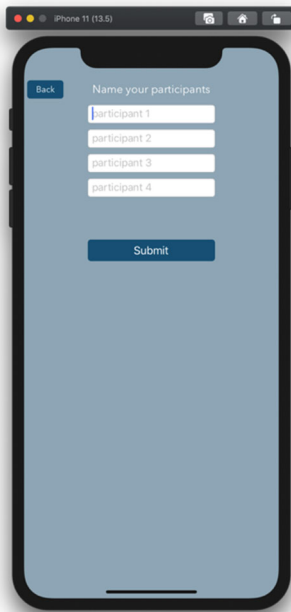 iPhone 11 (13.5)
Back
Name your participants
participant 1
participant 2
participant 3
participant 4
Submit